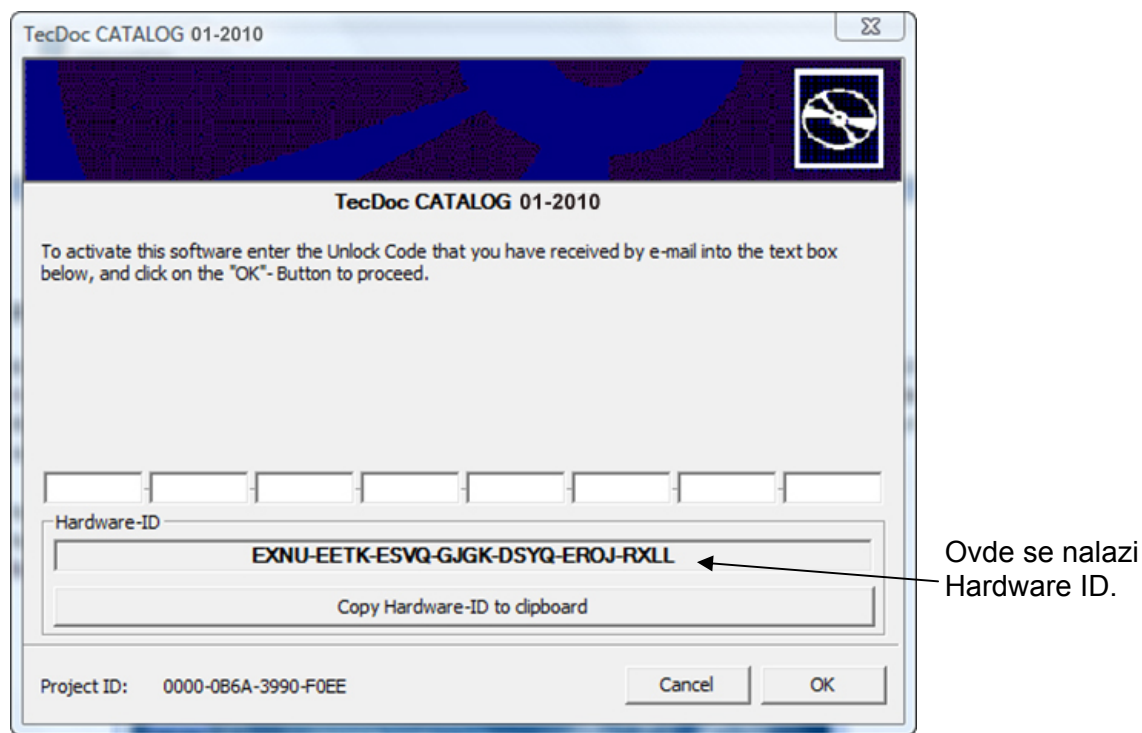 TecDoc CATALOG 01-2010
TecDoc CATALOG 01-2010
To activate this software enter the Unlock Code that you have received by e-mail into the text box
below, and click on the "OK"- Button to proceed.
Hardware-ID
EXNU-EETK-ESVQ-GJGK-DSYQ-EROJ-RXLL
Copy Hardware-ID to clipboard
Ovde se nalazi
Hardware ID.
Project ID: 0000-0B6A-3990-F0EE
Cancel
OK